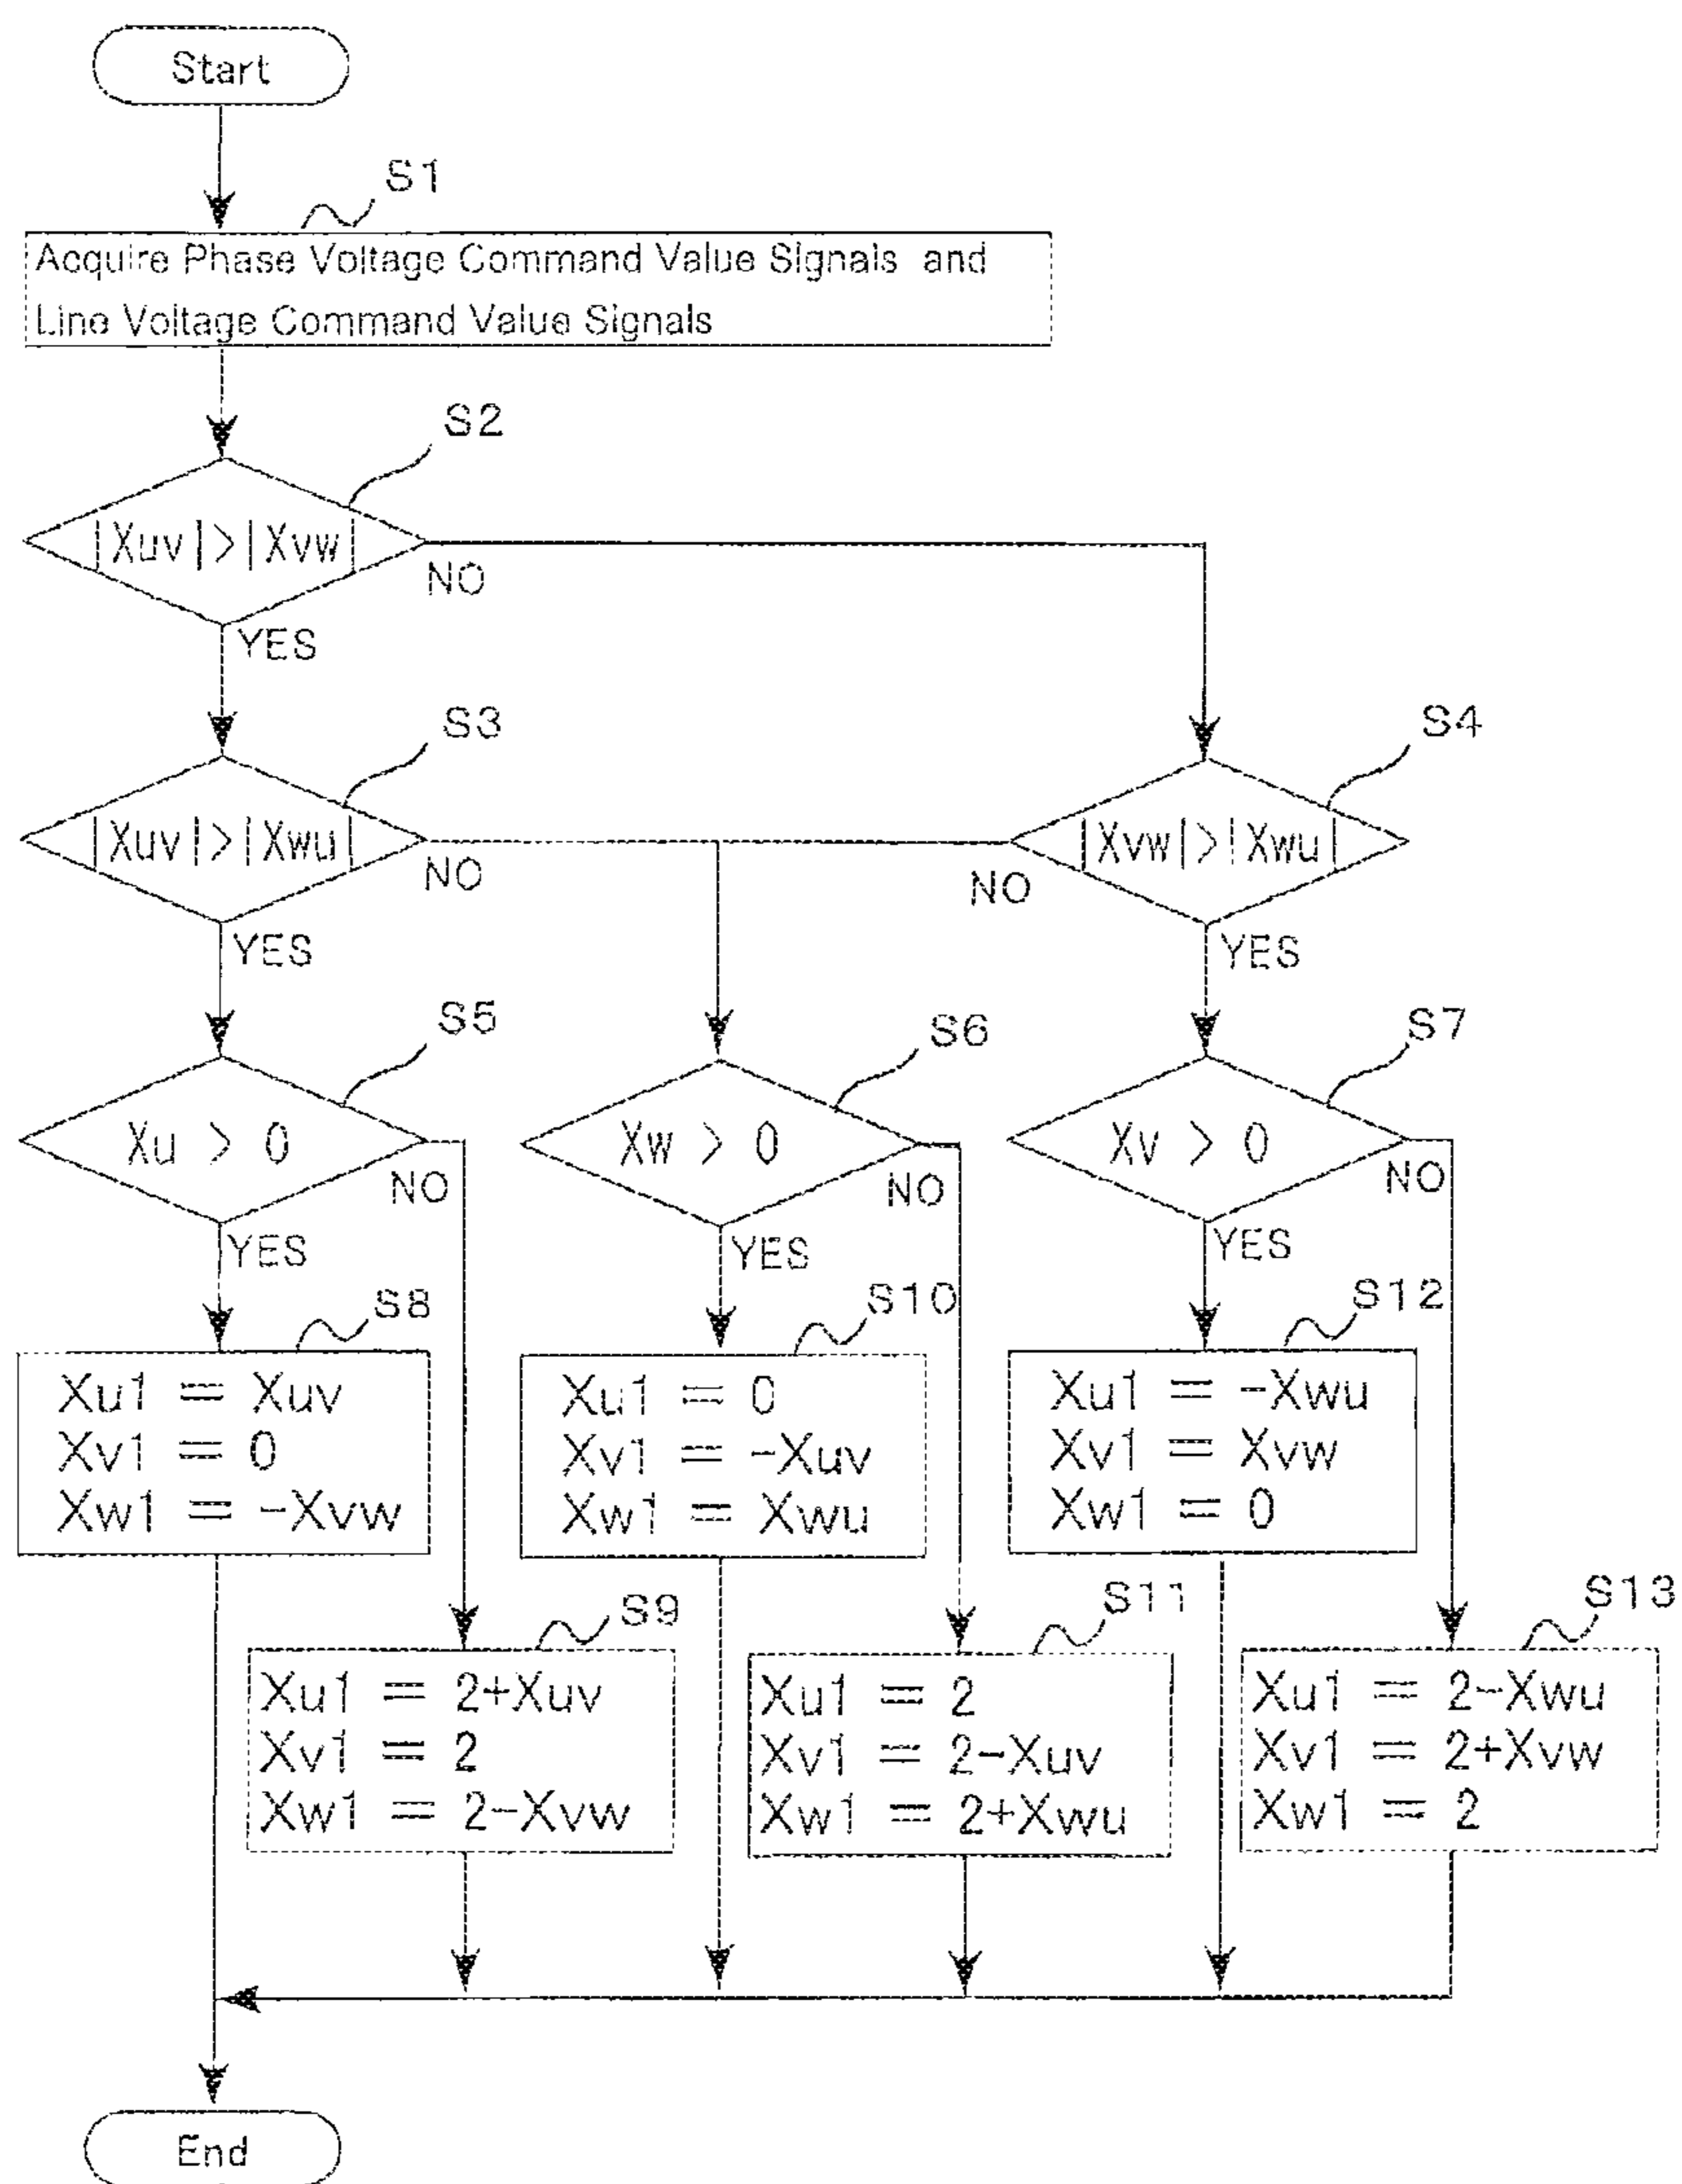 Start
S1
Acquire Phase Voltage Command Value Signals and
Line Voltage Command Value Signals
S2
|Xuv|>|Xvw|
NO
YES
S3
|Xuv|>|Xwu|
NO
YES
S4
|Xvw|>|Xwu|
NO
YES
S5
Xu > 0
NO
YES
S6
Xw > 0
NO
YES
S7
Xv > 0
NO
YES
S8
Xu1 = Xuv
Xv1 = 0
Xw1 = -Xvw
S10
Xu1 = 0
Xv1 = -Xuv
Xw1 = Xwu
S12
Xu1 = -Xwu
Xv1 = Xvw
Xw1 = 0
S9
Xu1 = 2+Xuv
Xv1 = 2
Xw1 = 2-Xvw
S11
Xu1 = 2
Xv1 = 2-Xuv
Xw1 = 2+Xwu
S13
Xu1 = 2-Xwu
Xv1 = 2+Xvw
Xw1 = 2
End